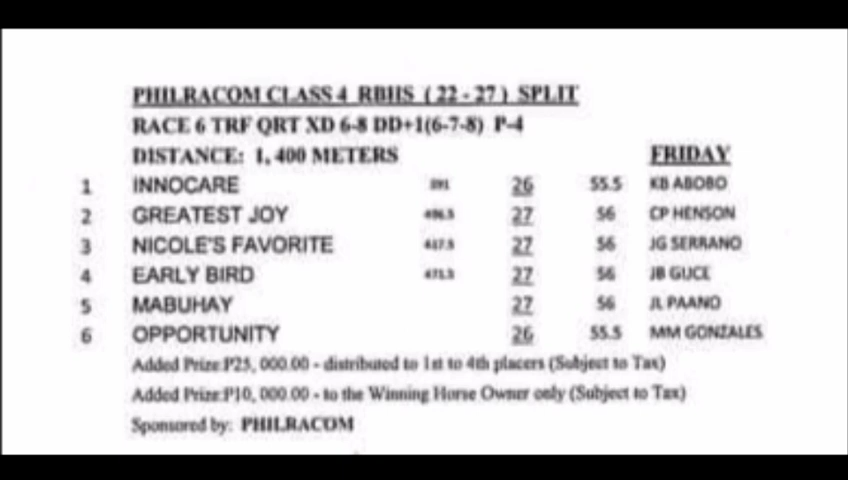 PHILRACOM CLASS 4 RBHS ( 22 - 27 ) SPLIT
RACE 6 TRF QRT XD 6-8 DD+1(6-7-8) P-4
DISTANCE: 1, 400 METERS FRIDAY
1 INNOCARE 26 55.5 KB ABOBO
2 GREATEST JOY 27 56 CP HENSON
3 NICOLE'S FAVORITE 27 56 JG SERRANO
4 EARLY BIRD 27 56 JB GUCE
5 MABUHAY 27 56 JL PAANO
6 OPPORTUNITY 26 55.5 MM GONZALES
Added Prize:P25, 000.00 - distributed to 1st to 4th placers (Subject to Tax)
Added Prize:P10, 000.00 - to the Winning Horse Owner only (Subject to Tax)
Sponsored by: PHILRACOM